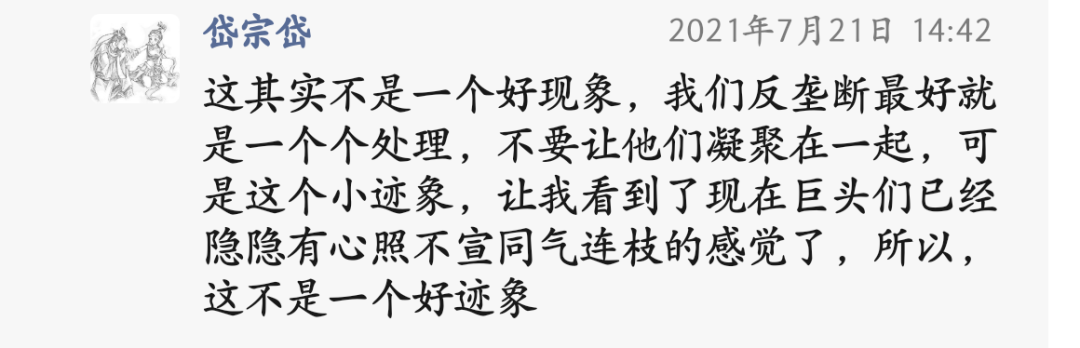 岱宗岱
2021年7月21日 14:42
这其实不是一个好现象，我们反垄断最好就
是一个个处理，不要让他们凝聚在一起，可
是这个小迹象，让我看到了现在巨头们已经
隐隐有心照不宣同气连枝的感觉了，所以，
这不是一个好迹象